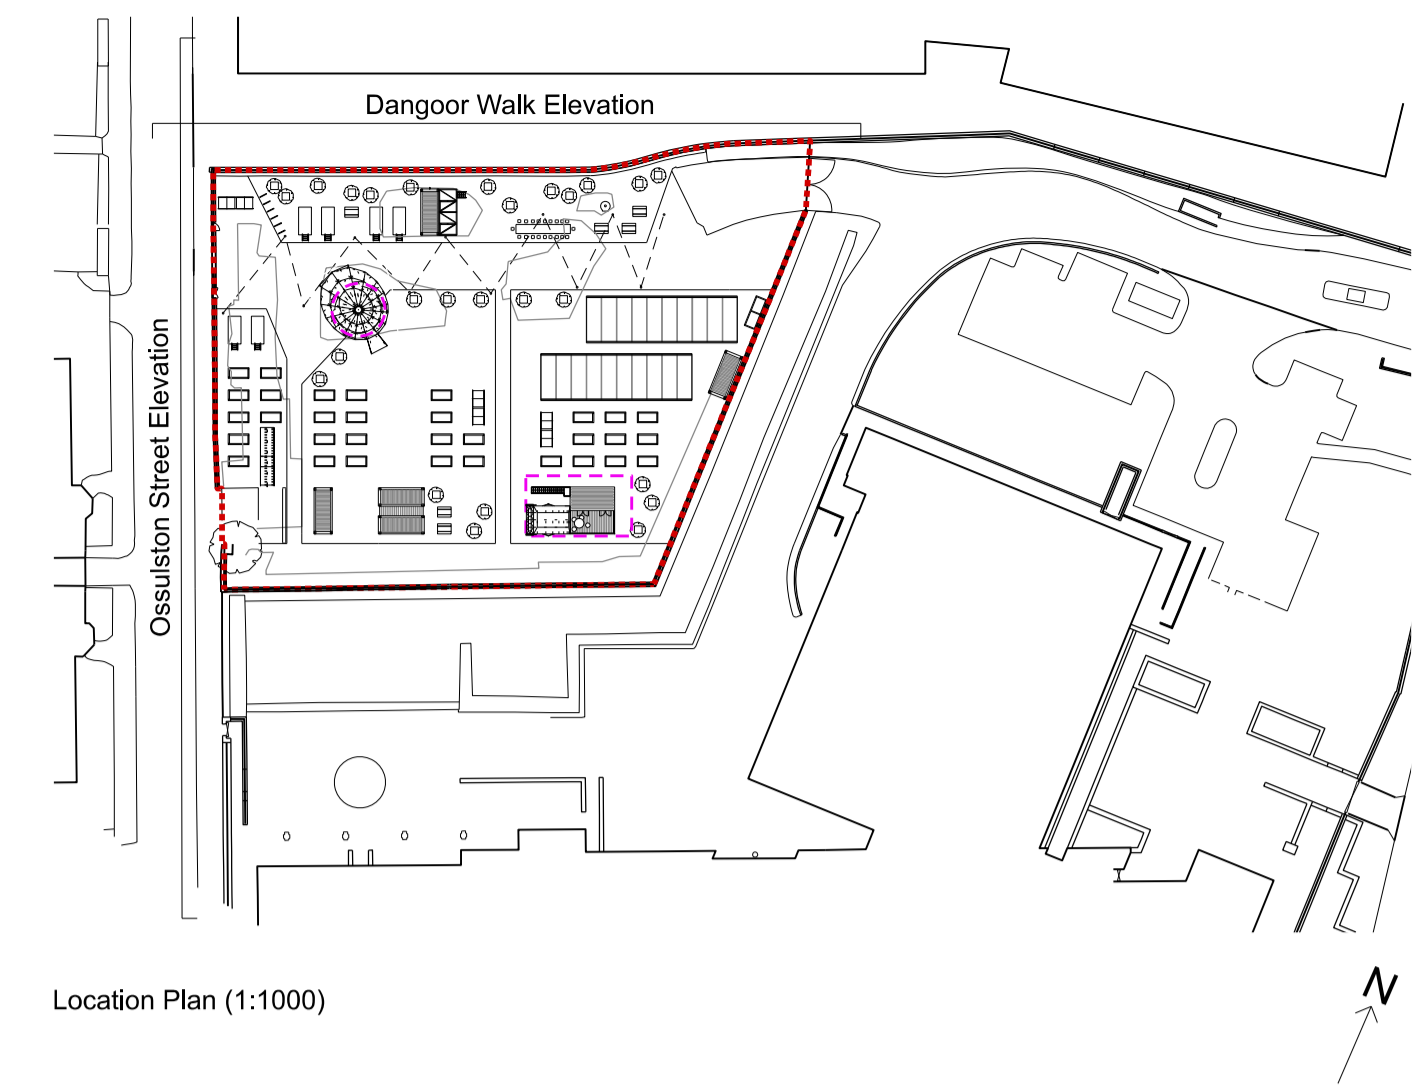 Dangoor Walk Elevation
Ossulston Street Elevation
Location Plan (1:1000)
N